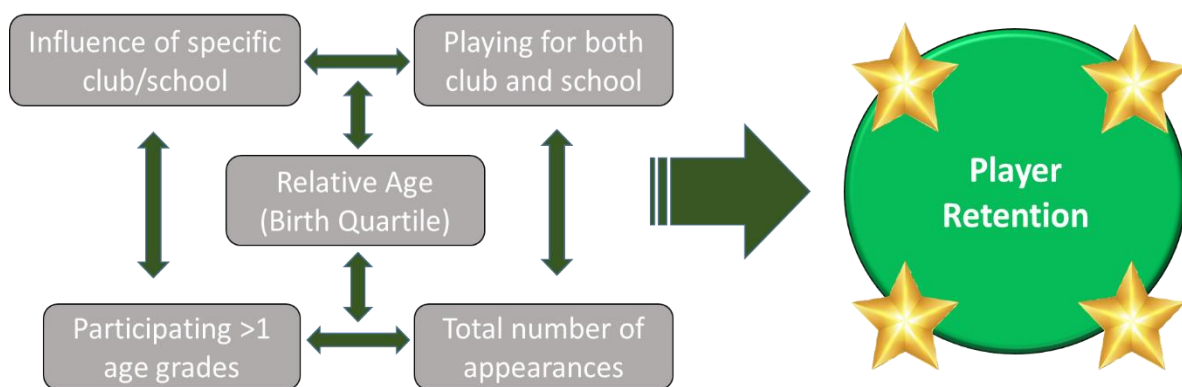 Influence of specific
club/school
Playing for both
club and school
Relative Age
(Birth Quartile)
Participating >1
age grades
Total number of
appearances
Player
Retention